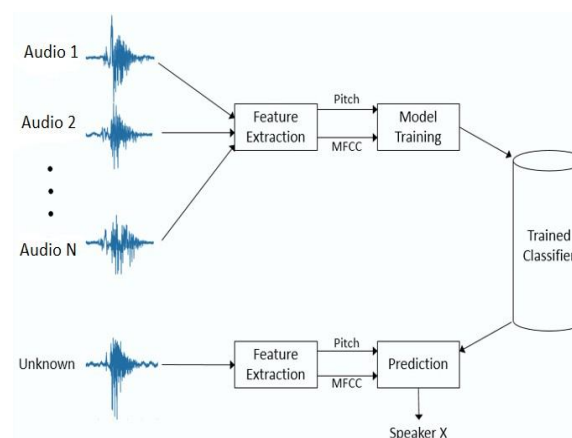 Audio 1
Audio 2
Audio N
Feature
Extraction
Pitch
MFCC
Model
Training
Trained
Classifier
Unknown
Feature
Extraction
Pitch
MFCC
Prediction
Speaker X